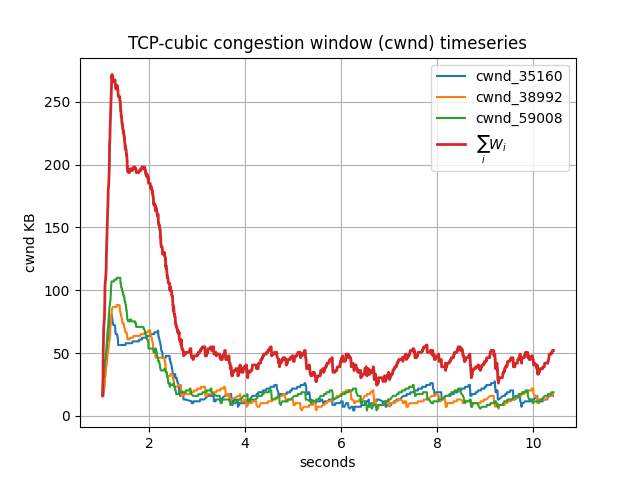 TCP-cubic congestion window (cwnd) timeseries
cwnd_35160
cwnd_38992
cwnd_59008
∑_i W_i
cwnd KB
250
200
150
100
50
0
2 4 6 8 10
seconds